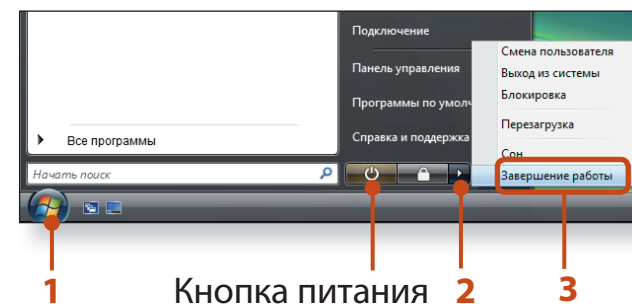 Подключение
Панель управления
Программы по умолч
Справка и поддержка
Смена пользователя
Выход из системы
Блокировка
Перезагрузка
Сон
Завершение работы
Все программы
Начать поиск
1 Кнопка питания 2 3